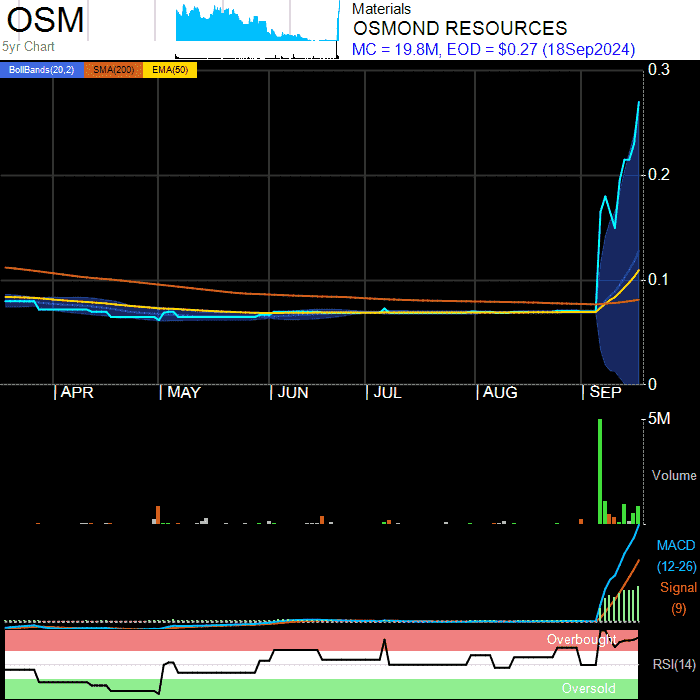 OSM
Materials
OSMOND RESOURCES
5yr Chart
MC = 19.8M, EOD = $0.27 (18Sep2024)
BollBands(20,2) SMA(200) EMA(50)
0.3
0.2
0.1
0
APR MAY JUN JUL AUG SEP
5M
Volume
MACD
(12-26)
Signal
(9)
Overbought
RSI(14)
Oversold